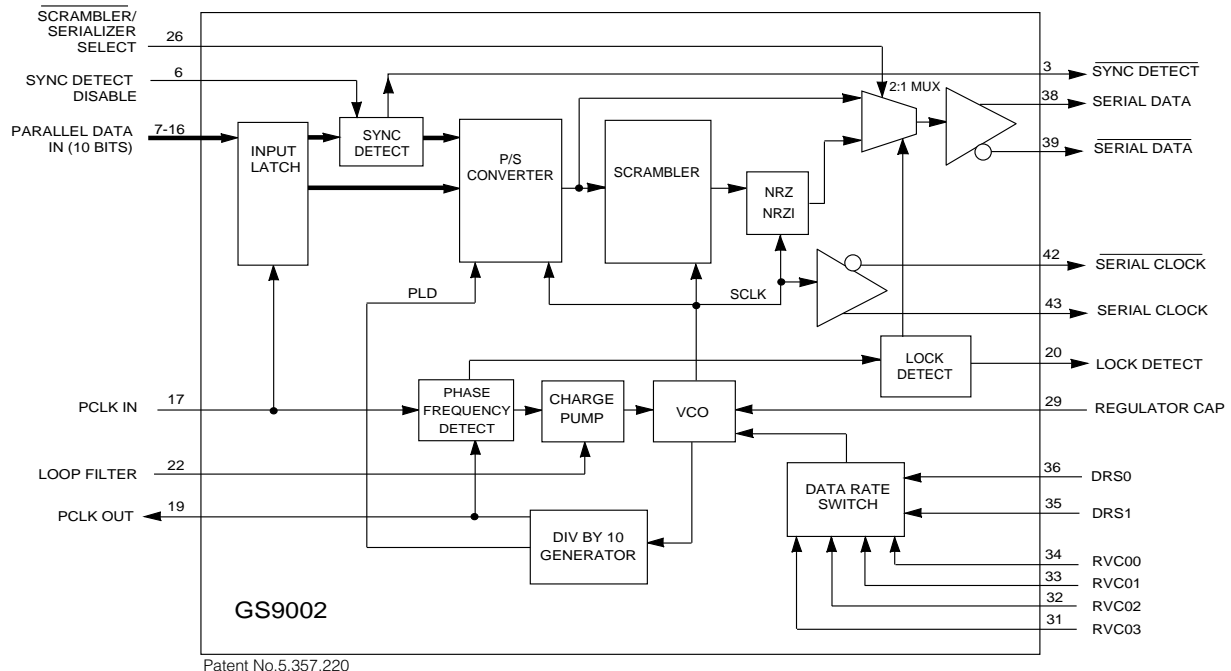 SCRAMBLER/
SERIALIZER
SELECT
26
SYNC DETECT
DISABLE
6
PARALLEL DATA
IN (10 BITS)
7-16
INPUT
LATCH
SYNC
DETECT
P/S
CONVERTER
SCRAMBLER
NRZ
NRZI
2:1 MUX
3
SYNC DETECT
38
SERIAL DATA
39
SERIAL DATA
42
SERIAL CLOCK
43
SERIAL CLOCK
PLD
SCLK
LOCK
DETECT
20
LOCK DETECT
PCLK IN
17
PHASE
FREQUENCY
DETECT
CHARGE
PUMP
VCO
29
REGULATOR CAP
LOOP FILTER
22
PCLK OUT
19
DIV BY 10
GENERATOR
DATA RATE
SWITCH
36
DRS0
35
DRS1
34
RVC00
33
RVC01
32
RVC02
31
RVC03
GS9002
Patent No.5,357,220